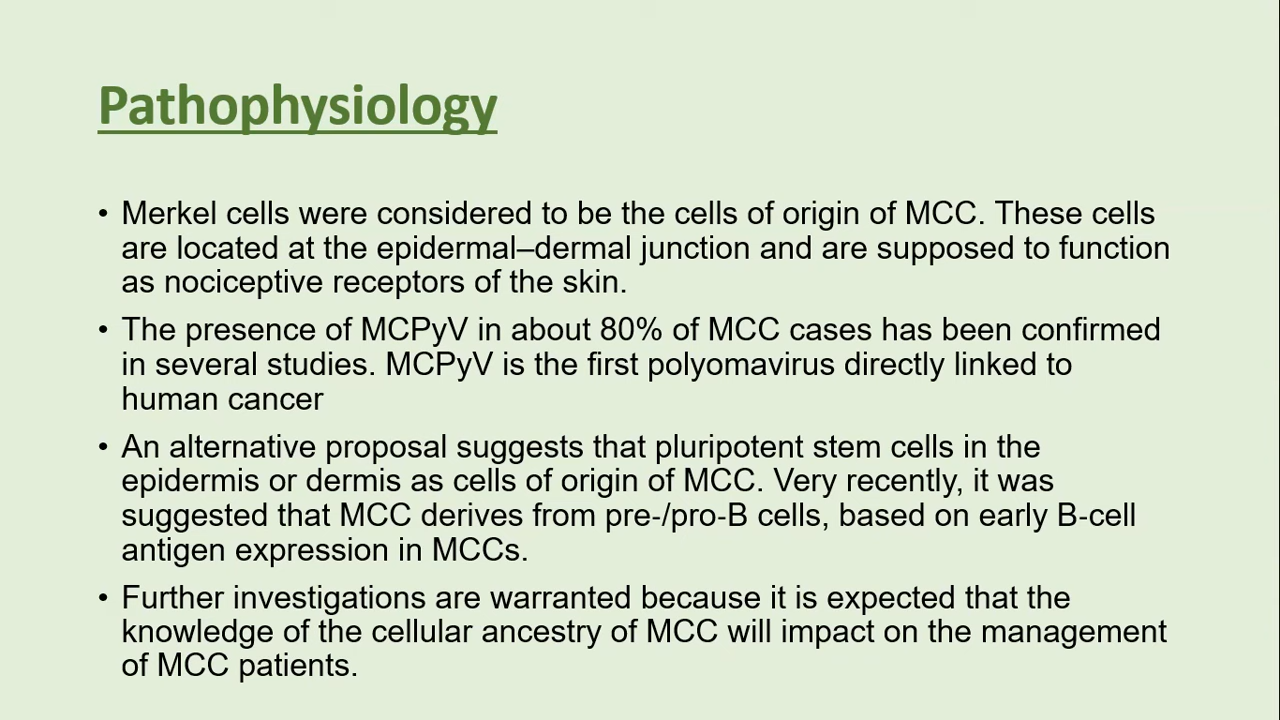 Pathophysiology
• Merkel cells were considered to be the cells of origin of MCC. These cells
are located at the epidermal–dermal junction and are supposed to function
as nociceptive receptors of the skin.
• The presence of MCPyV in about 80% of MCC cases has been confirmed
in several studies. MCPyV is the first polyomavirus directly linked to
human cancer
• An alternative proposal suggests that pluripotent stem cells in the
epidermis or dermis as cells of origin of MCC. Very recently, it was
suggested that MCC derives from pre-/pro-B cells, based on early B-cell
antigen expression in MCCs.
• Further investigations are warranted because it is expected that the
knowledge of the cellular ancestry of MCC will impact on the management
of MCC patients.